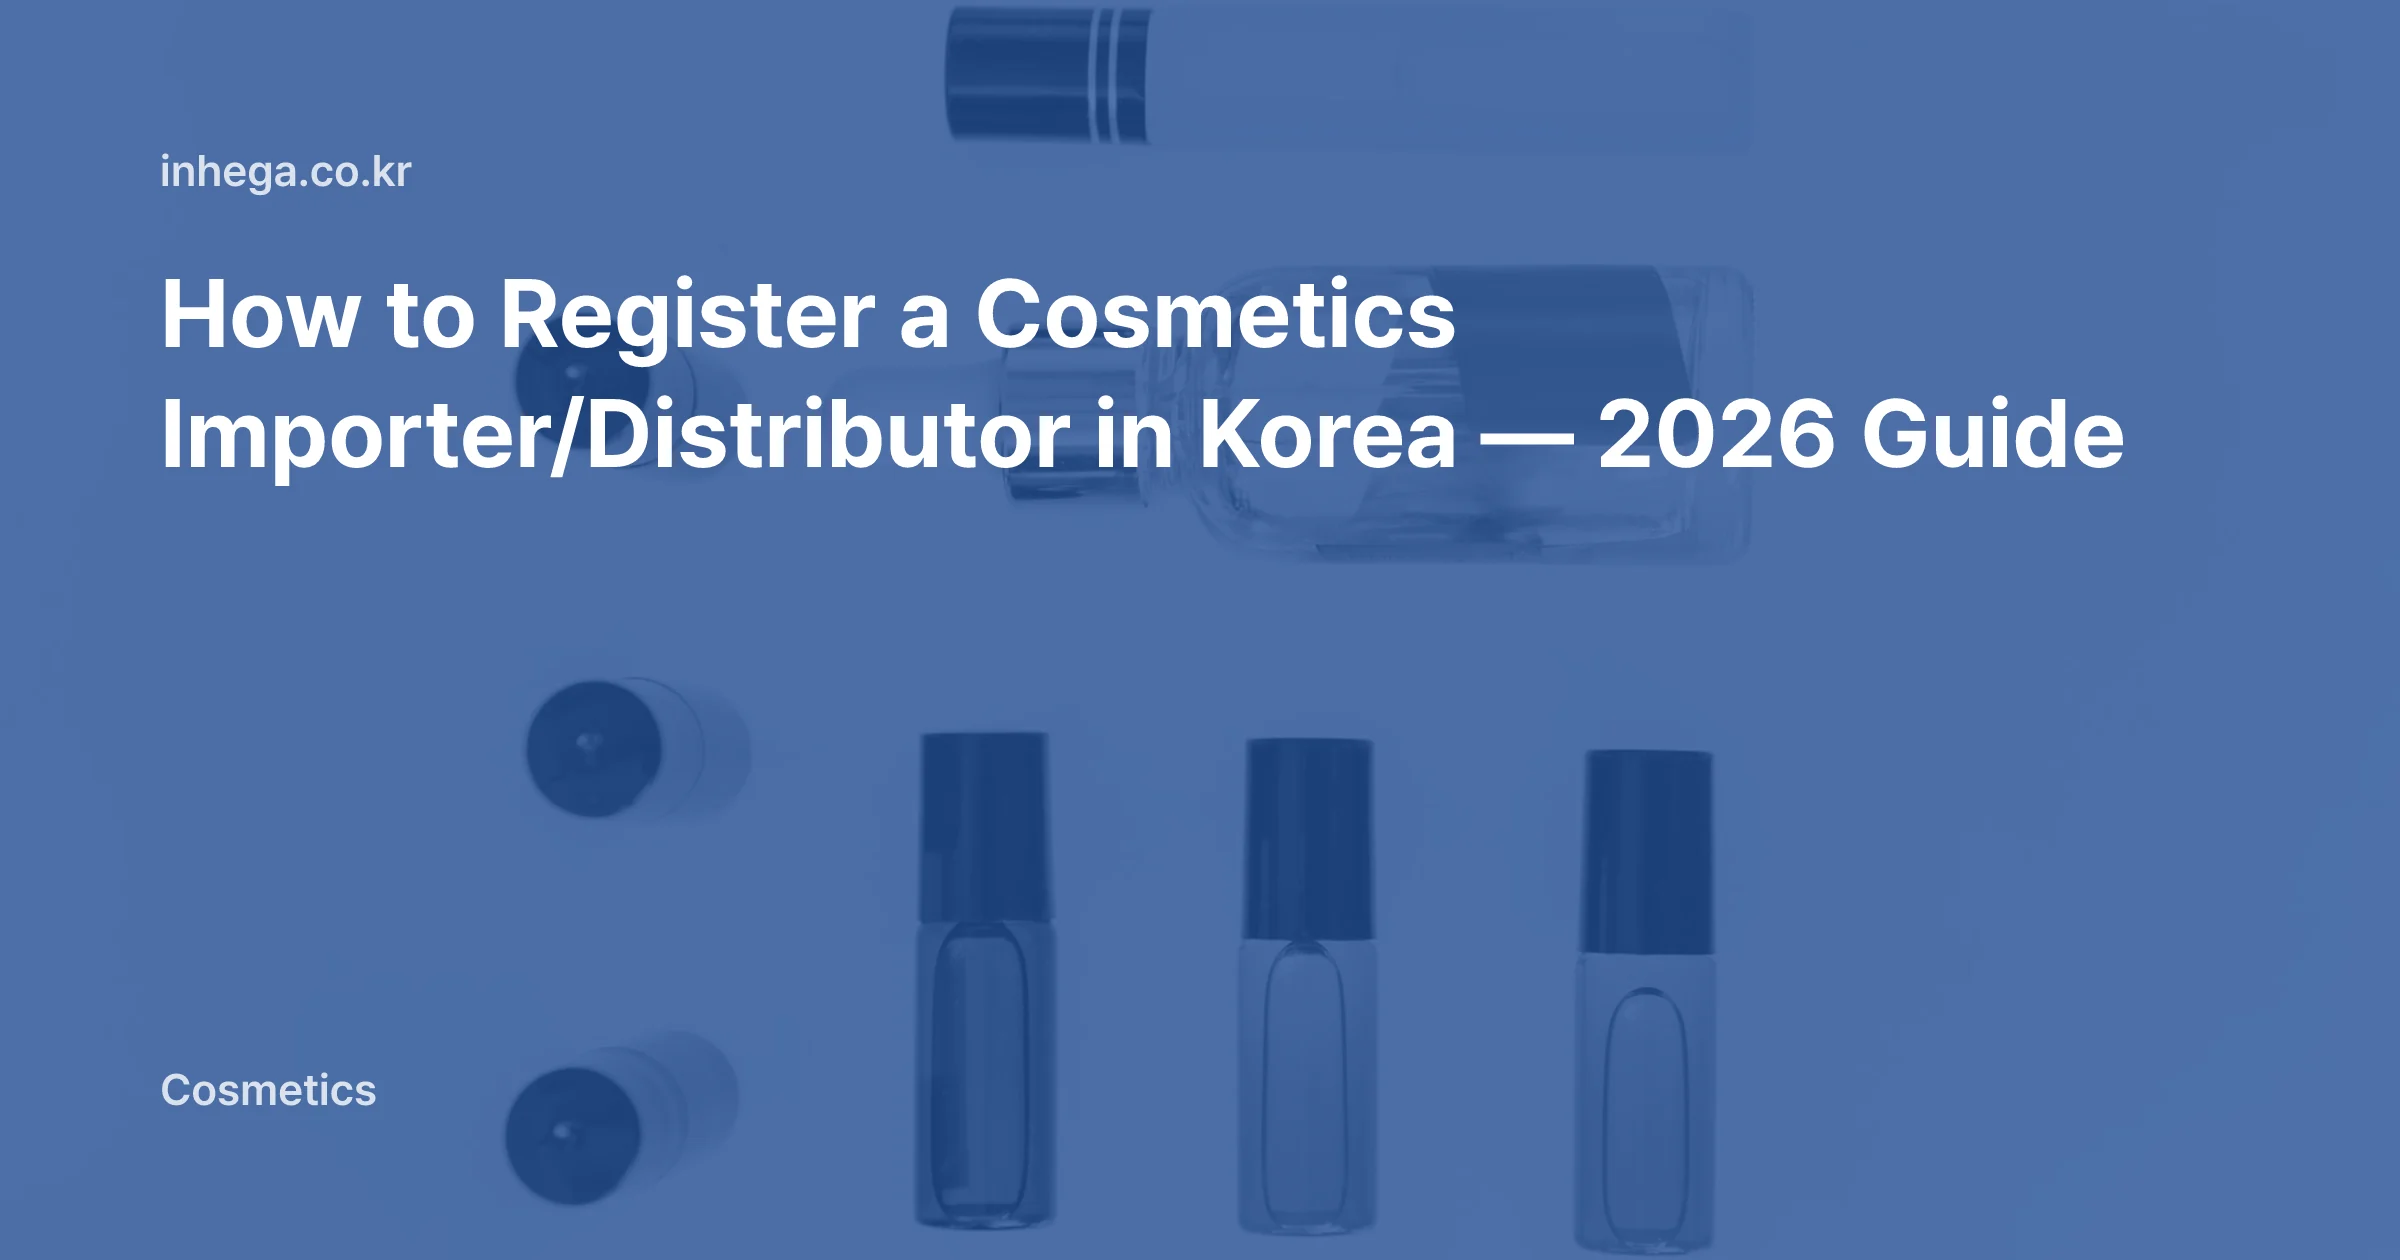 inhega.co.kr
How to Register a Cosmetics
Importer/Distributor in Korea — 2026 Guide
Cosmetics